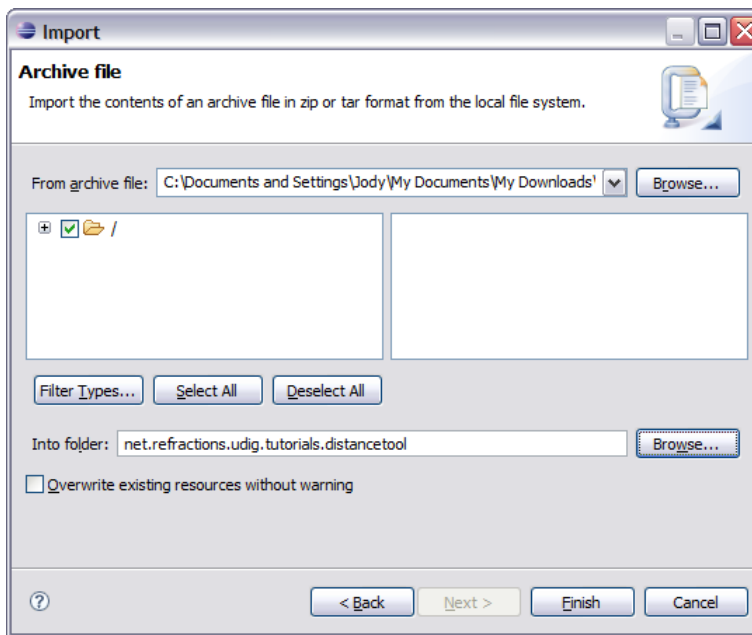 Import
Archive file
Import the contents of an archive file in zip or tar format from the local file system.
From archive file: C:\Documents and Settings\Jody\My Documents\My Downloads\ Browse...
/
Filter Types... Select All Deselect All
Into folder: net.refractions.udig.tutorials.distancetool Browse...
Overwrite existing resources without warning
? < Back Next > Finish Cancel